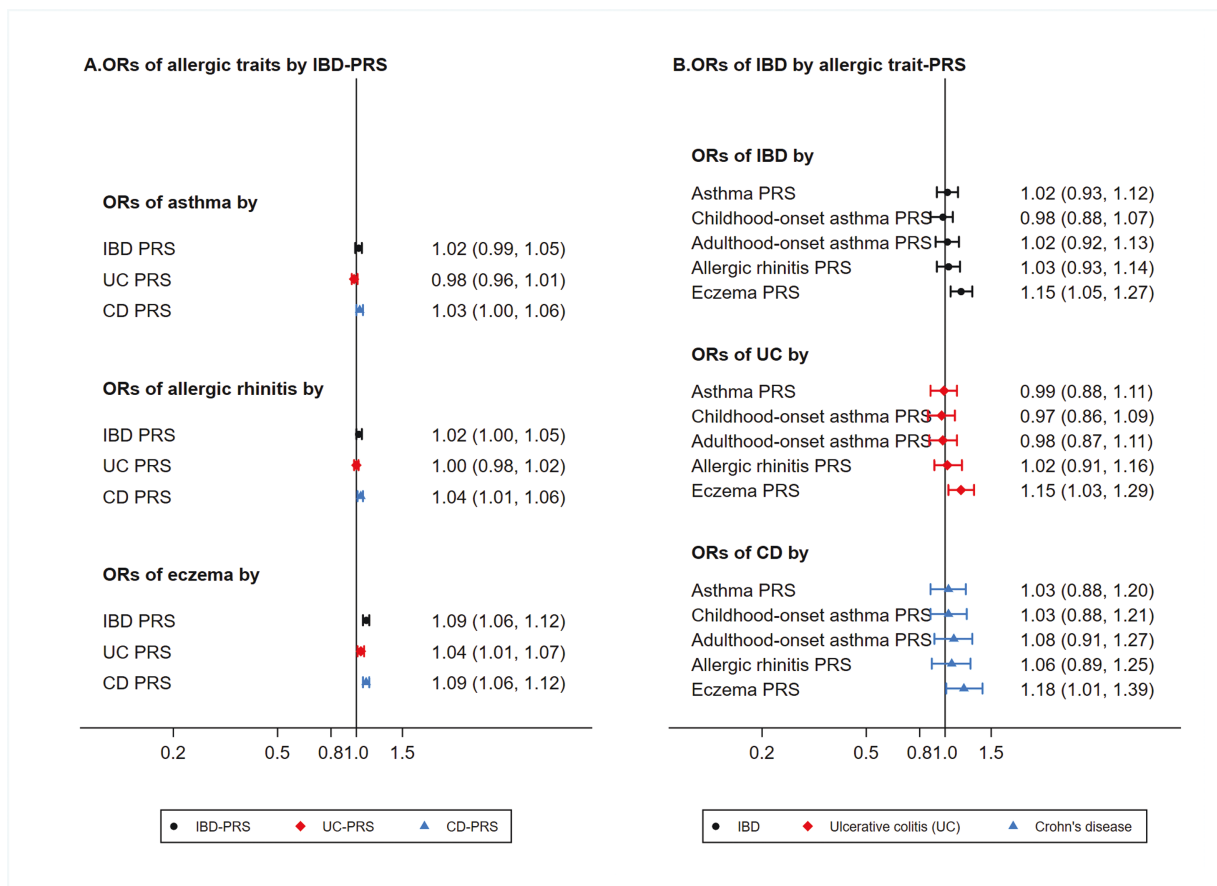 A.ORs of allergic traits by IBD-PRS
ORs of asthma by
IBD PRS 1.02 (0.99, 1.05)
UC PRS 0.98 (0.96, 1.01)
CD PRS 1.03 (1.00, 1.06)
ORs of allergic rhinitis by
IBD PRS 1.02 (1.00, 1.05)
UC PRS 1.00 (0.98, 1.02)
CD PRS 1.04 (1.01, 1.06)
ORs of eczema by
IBD PRS 1.09 (1.06, 1.12)
UC PRS 1.04 (1.01, 1.07)
CD PRS 1.09 (1.06, 1.12)
0.2 0.5 0.8 1.0 1.5
IBD-PRS UC-PRS CD-PRS
B.ORs of IBD by allergic trait-PRS
ORs of IBD by
Asthma PRS 1.02 (0.93, 1.12)
Childhood-onset asthma PRS 0.98 (0.88, 1.07)
Adulthood-onset asthma PRS 1.02 (0.92, 1.13)
Allergic rhinitis PRS 1.03 (0.93, 1.14)
Eczema PRS 1.15 (1.05, 1.27)
ORs of UC by
Asthma PRS 0.99 (0.88, 1.11)
Childhood-onset asthma PRS 0.97 (0.86, 1.09)
Adulthood-onset asthma PRS 0.98 (0.87, 1.11)
Allergic rhinitis PRS 1.02 (0.91, 1.16)
Eczema PRS 1.15 (1.03, 1.29)
ORs of CD by
Asthma PRS 1.03 (0.88, 1.20)
Childhood-onset asthma PRS 1.03 (0.88, 1.21)
Adulthood-onset asthma PRS 1.08 (0.91, 1.27)
Allergic rhinitis PRS 1.06 (0.89, 1.25)
Eczema PRS 1.18 (1.01, 1.39)
0.2 0.5 0.8 1.0 1.5
IBD Ulcerative colitis (UC) Crohn's disease